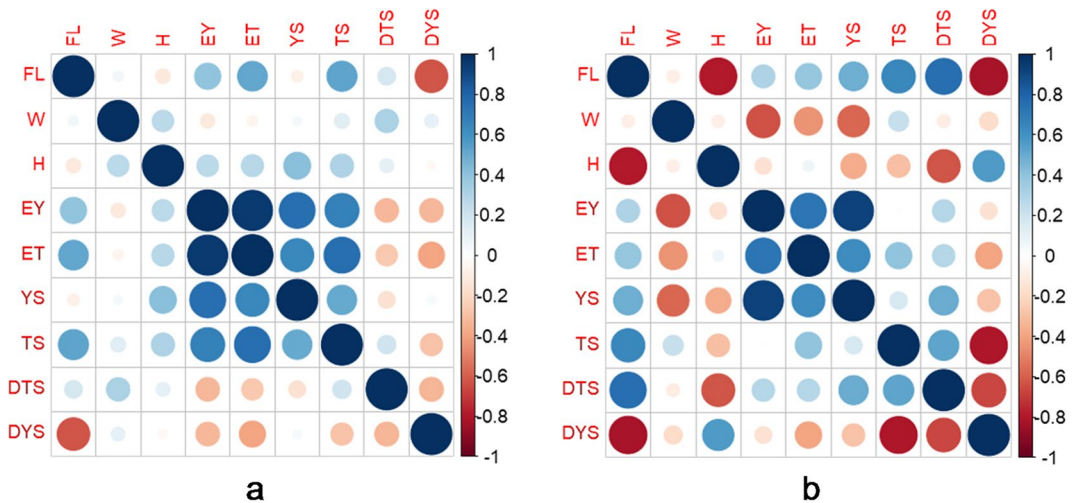 FL W H EY ET YS TS DTS DYS
FL
W
H
EY
ET
YS
TS
DTS
DYS
1
0.8
0.6
0.4
0.2
0
-0.2
-0.4
-0.6
-0.8
-1
a
FL W H EY ET YS TS DTS DYS
FL
W
H
EY
ET
YS
TS
DTS
DYS
1
0.8
0.6
0.4
0.2
0
-0.2
-0.4
-0.6
-0.8
-1
b